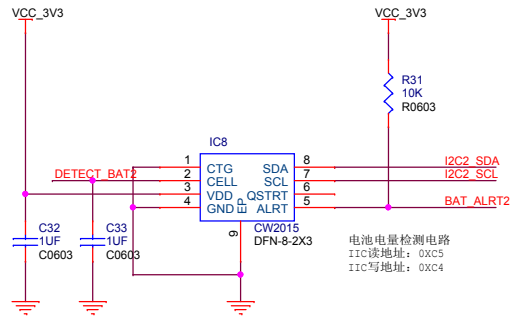 VCC_3V3
VCC_3V3
R31
10K
R0603
IC8
1
CTG
SDA
8
I2C2_SDA
DETECT_BAT2
2
CELL
SCL
7
I2C2_SCL
3
VDD
QSTRT
6
4
GND
EP
ALRT
5
BAT_ALRT2
9
CW2015
DFN-8-2X3
C32
1UF
C0603
C33
1UF
C0603
电池电量检测电路
IIC读地址：0XC5
IIC写地址：0XC4